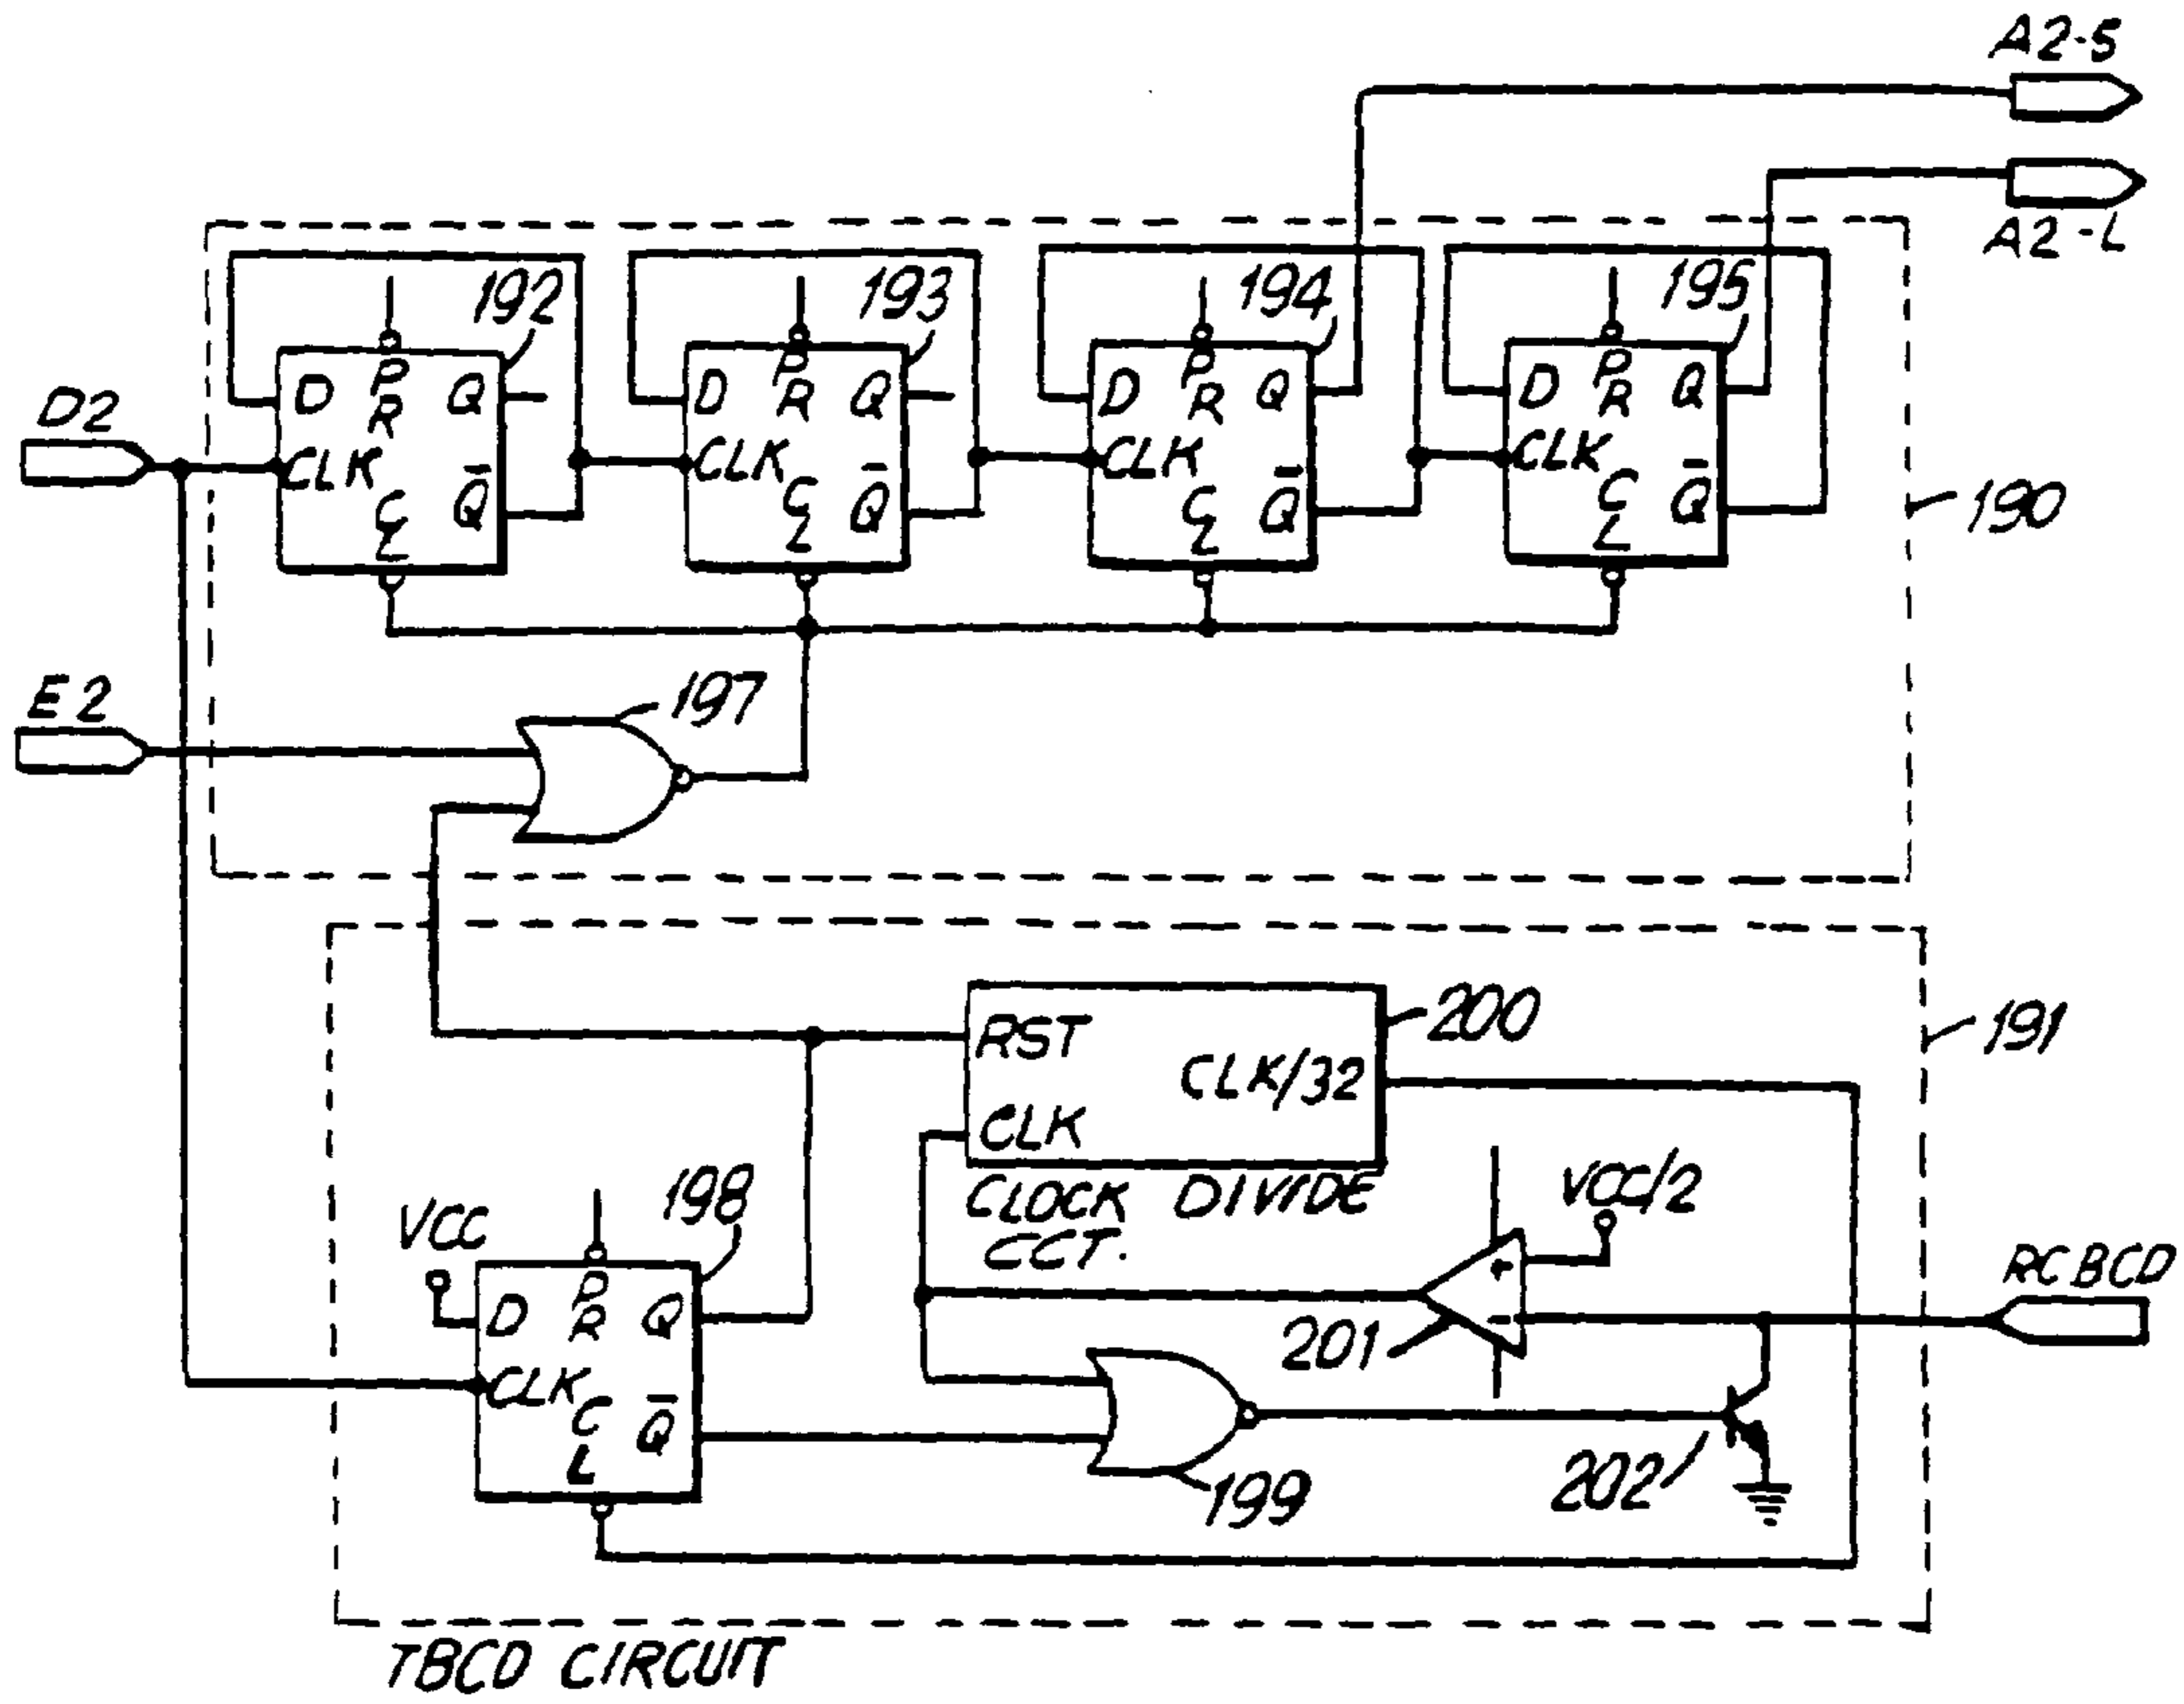 A2-S
A2-L
192
193
194
195
D2
D
PR
Q
CLK
CL
Q̅
D
PR
Q
CLK
CL
Q̅
D
PR
Q
CLK
CL
Q̅
D
PR
Q
CLK
CL
Q̅
190
E2
197
200
191
RST
CLK/32
CLK
CLOCK DIVIDE
CCT.
VCC/2
198
VCC
RCBCD
D
PR
Q
CLK
CL
Q̅
+
-
201
199
202
TBCD CIRCUIT